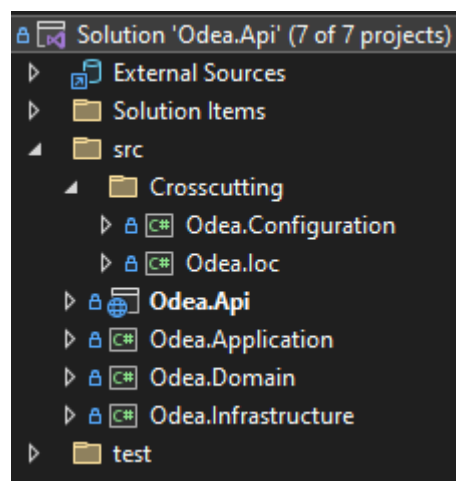 Solution 'Odea.Api' (7 of 7 projects)
External Sources
Solution Items
src
Crosscutting
C# Odea.Configuration
C# Odea.Ioc
Odea.Api
C# Odea.Application
C# Odea.Domain
C# Odea.Infrastructure
test